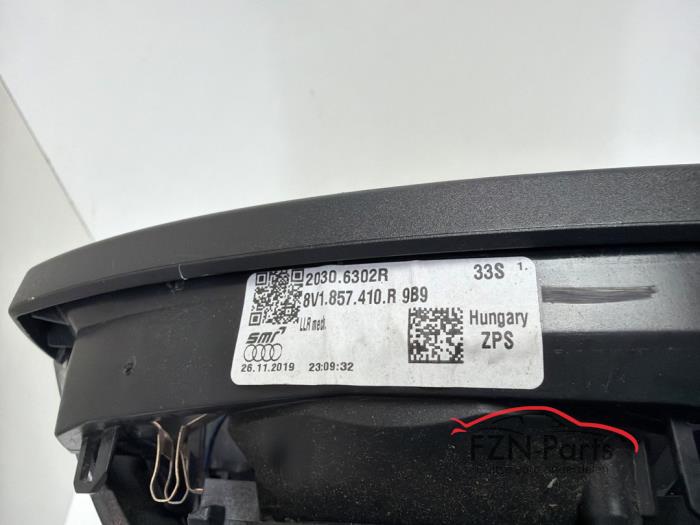 2030.6302R
33S 1.
8V1.857.410.R 9B9
LLR mech.
smr
Hungary
ZPS
26.11.2019 23:09:32
FZN-Parts